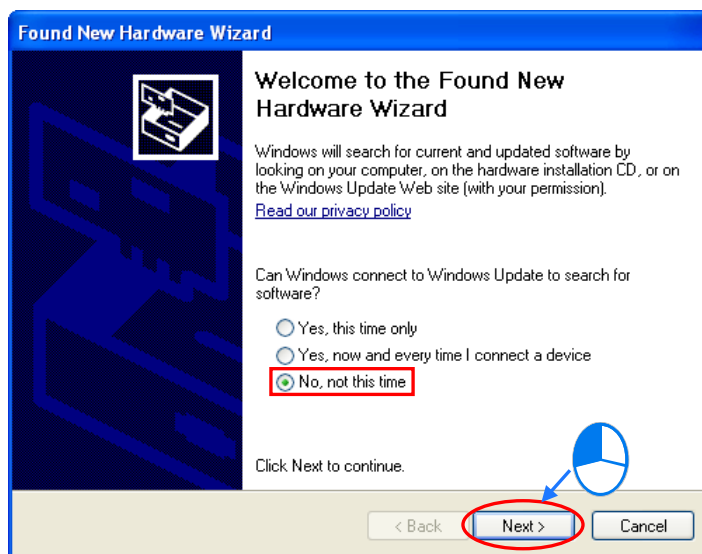 Found New Hardware Wizard
Welcome to the Found New
Hardware Wizard
Windows will search for current and updated software by
looking on your computer, on the hardware installation CD, or on
the Windows Update Web site (with your permission).
Read our privacy policy
Can Windows connect to Windows Update to search for
software?
Yes, this time only
Yes, now and every time I connect a device
No, not this time
Click Next to continue.
< Back
Next >
Cancel